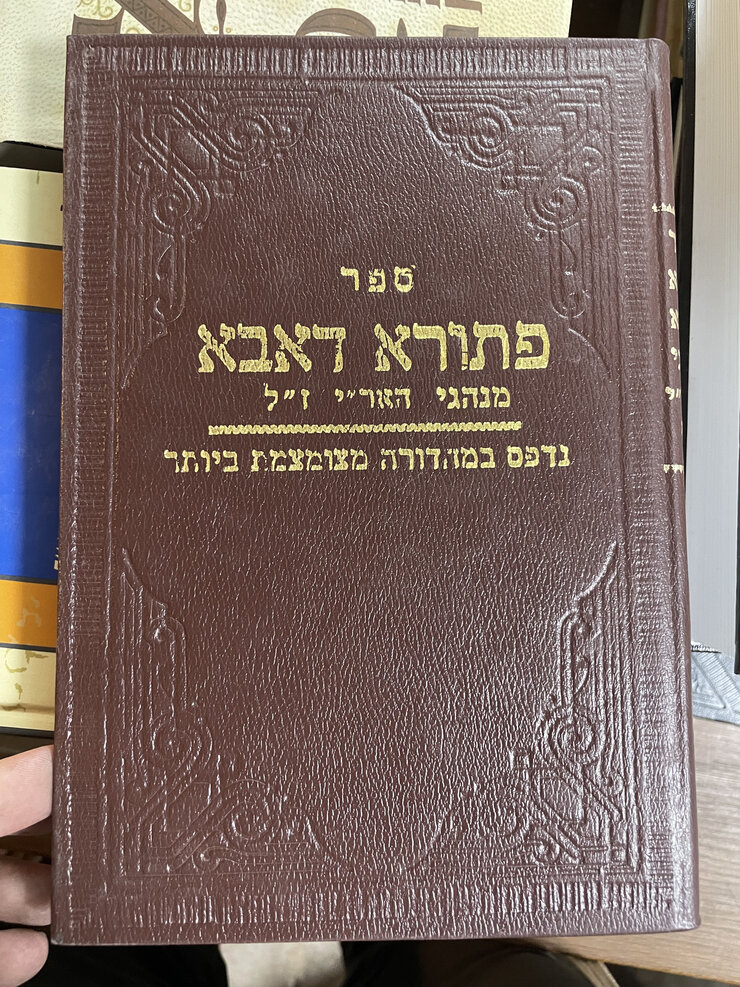 ספר
פתורא דאבא
מנהגי האר״י ז״ל
נדפס במהדורה מצומצמת ביותר